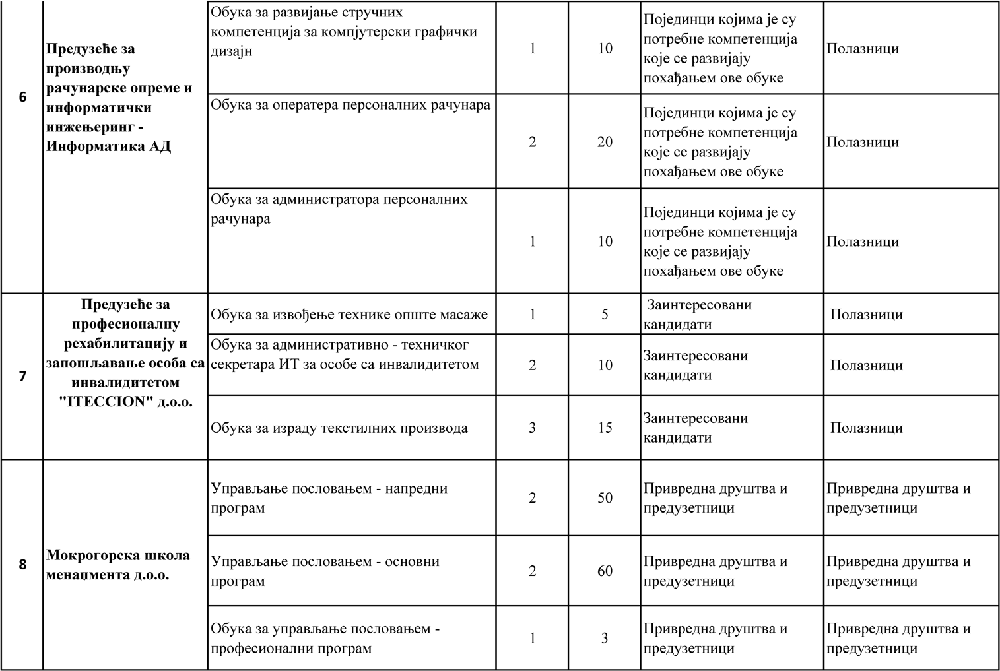 6
Предузеће за
производњу
рачунарске опреме и
информатички
инжењеринг -
Информатика АД
Обука за развијање стручних
компетенција за компјутерски графички
дизајн
1
10
Појединци којима је су
потребне компетенција
које се развијају
похађањем ове обуке
Полазници
Обука за оператера персоналних рачунара
2
20
Појединци којима је су
потребне компетенција
које се развијају
похађањем ове обуке
Полазници
Обука за администратора персоналних
рачунара
1
10
Појединци којима је су
потребне компетенција
које се развијају
похађањем ове обуке
Полазници
7
Предузеће за
професионалну
рехабилитацију и
запошљавање особа са
инвалидитетом
"ITECCION" д.о.о.
Обука за извођење технике опште масаже
1
5
Заинтересовани
кандидати
Полазници
Обука за административно - техничког
секретара ИТ за особе са инвалидитетом
2
10
Заинтересовани
кандидати
Полазници
Обука за израду текстилних производа
3
15
Заинтересовани
кандидати
Полазници
8
Мокрогорска школа
менаџмента д.о.о.
Управљање пословањем - напредни
програм
2
50
Привредна друштва и
предузетници
Привредна друштва и
предузетници
Управљање пословањем - основни
програм
2
60
Привредна друштва и
предузетници
Привредна друштва и
предузетници
Обука за управљање пословањем -
професионални програм
1
3
Привредна друштва и
предузетници
Привредна друштва и
предузетници